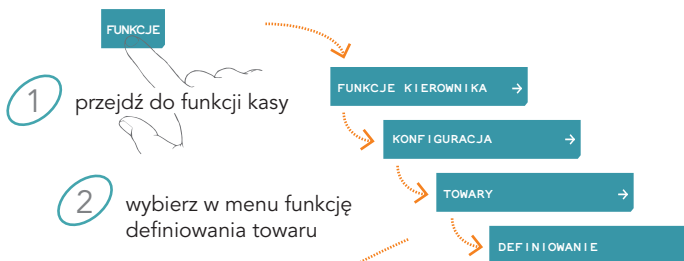 FUNKCJE
1 przejdź do funkcji kasy
FUNKCJE KIEROWNIKA →
KONFIGURACJA →
TOWARY →
DEFINIOWANIE
2 wybierz w menu funkcję
definiowania towaru